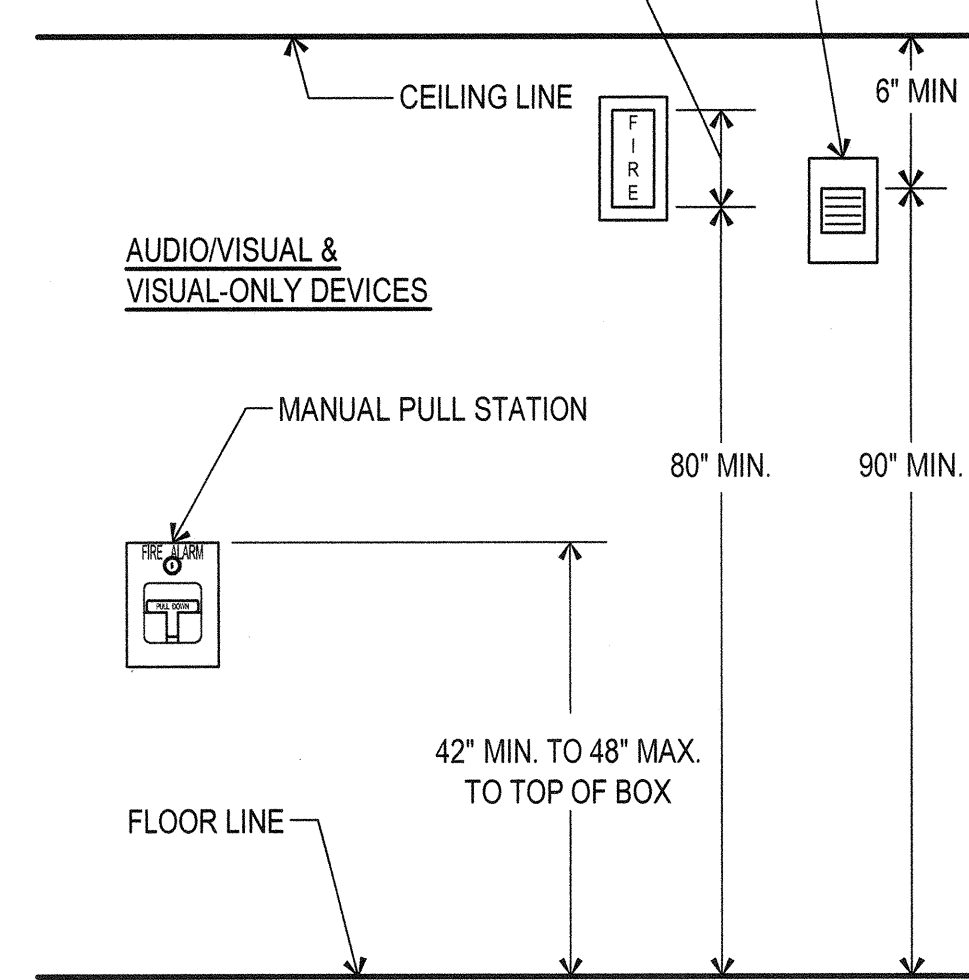 CEILING LINE
6" MIN
F
I
R
E
AUDIO/VISUAL &
VISUAL-ONLY DEVICES
MANUAL PULL STATION
80" MIN.
90" MIN.
FIRE ALARM
PULL DOWN
42" MIN. TO 48" MAX.
TO TOP OF BOX
FLOOR LINE